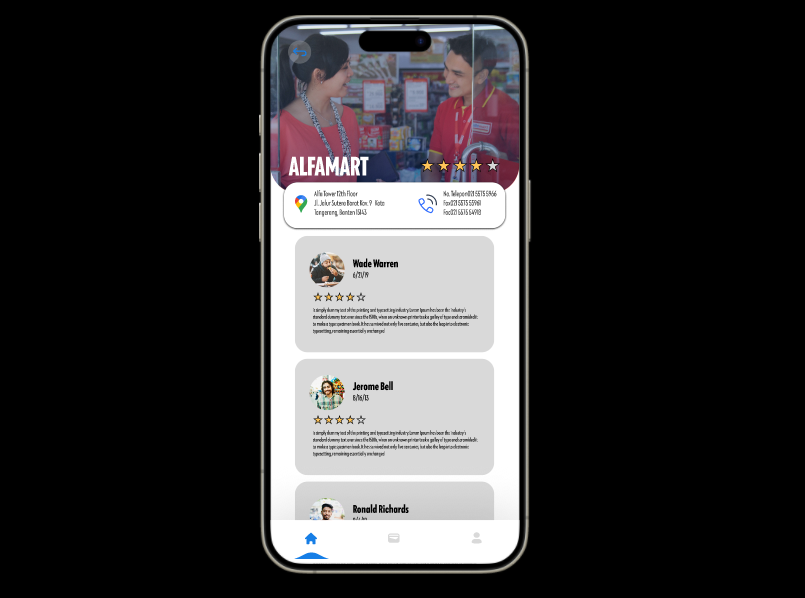 ALFAMART
Alfa Tower 12th Floor
Jl. Jalur Sutera Barat Kav. 9 Kota
Tangerang, Banten 15143
No. Telepon021 5575 5966
Fax021 5575 55961
Fac021 5576 54918
Wade Warren
6/21/19
is simply dummy text of the printing and typesetting industry. Lorem Ipsum has been the industry's
standard dummy text ever since the 1500s, when an unknown printer took a galley of type and scrambled it
to make a type specimen book. It has survived not only five centuries, but also the leap into electronic
typesetting, remaining essentially unchanged
Jerome Bell
8/16/13
is simply dummy text of the printing and typesetting industry. Lorem Ipsum has been the industry's
standard dummy text ever since the 1500s, when an unknown printer took a galley of type and scrambled it
to make a type specimen book. It has survived not only five centuries, but also the leap into electronic
typesetting, remaining essentially unchanged
Ronald Richards